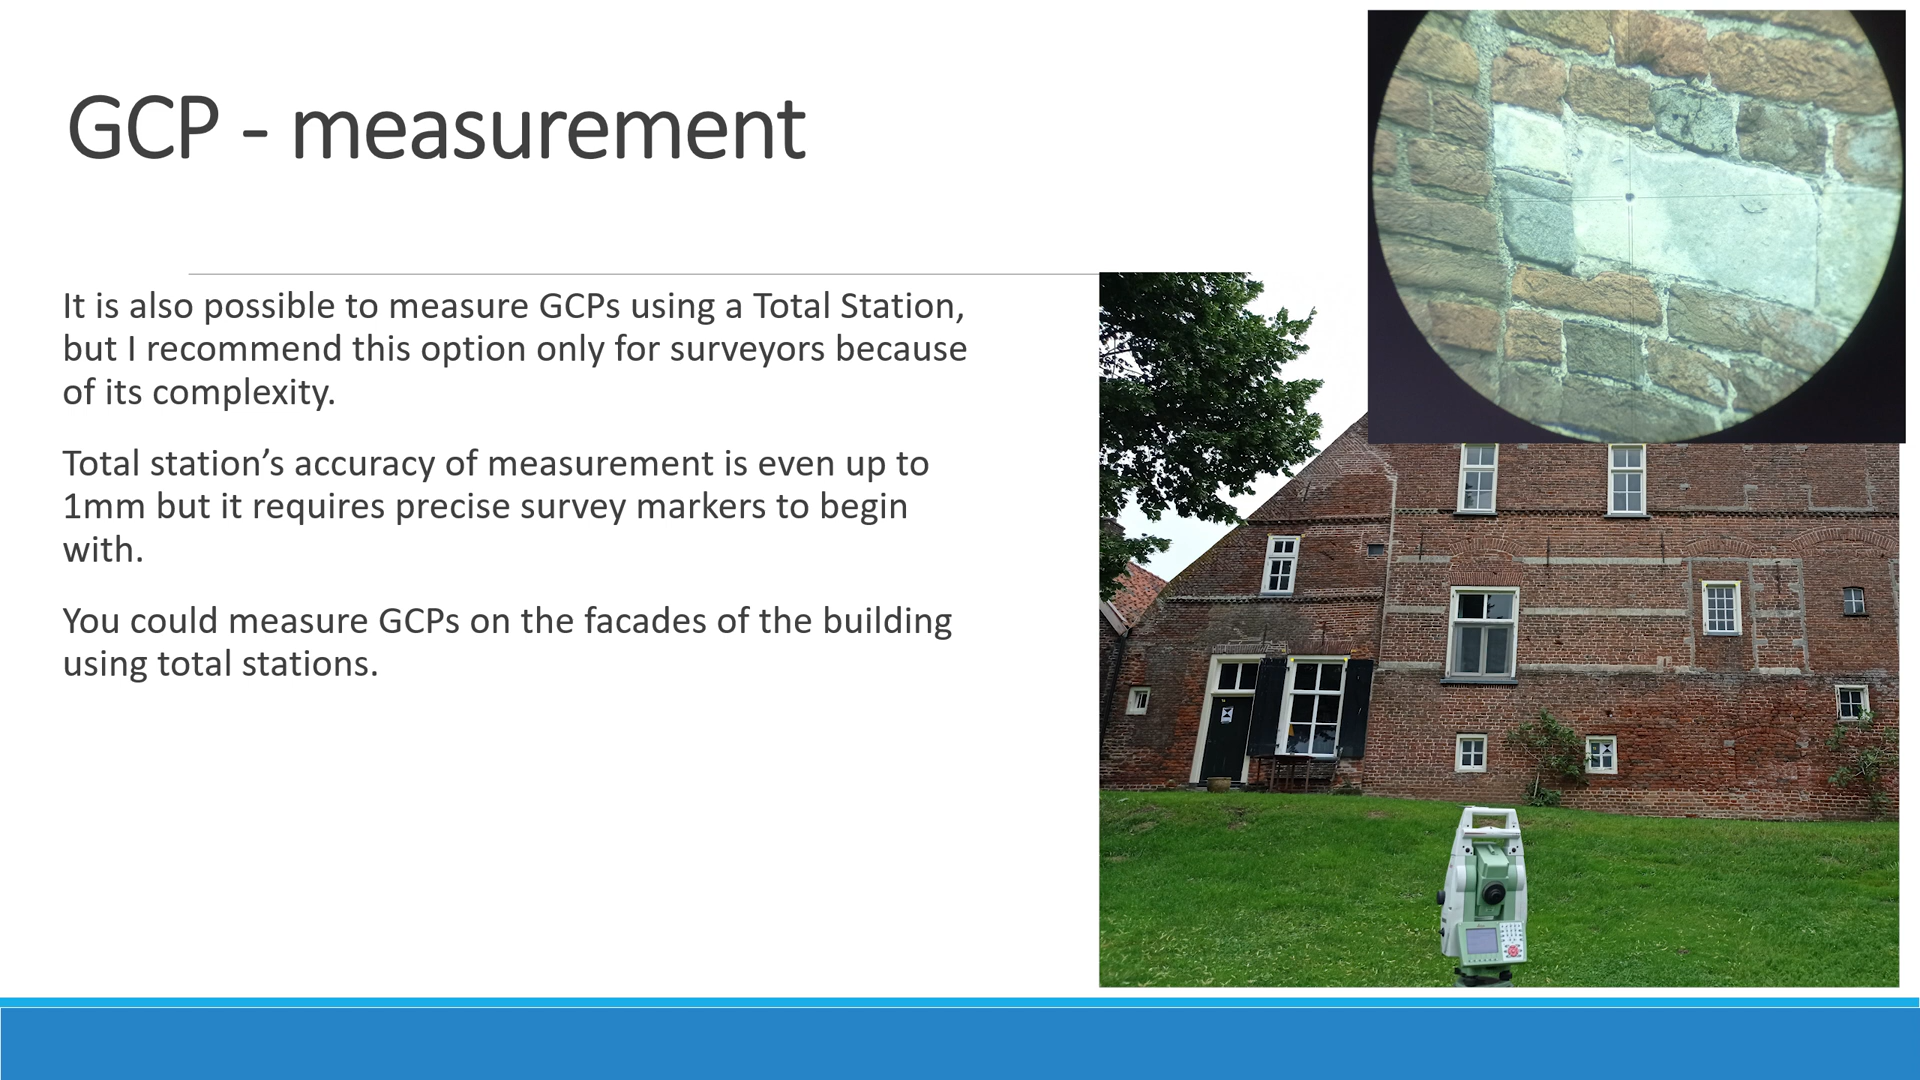 GCP - measurement
It is also possible to measure GCPs using a Total Station,
but I recommend this option only for surveyors because
of its complexity.
Total station’s accuracy of measurement is even up to
1mm but it requires precise survey markers to begin
with.
You could measure GCPs on the facades of the building
using total stations.